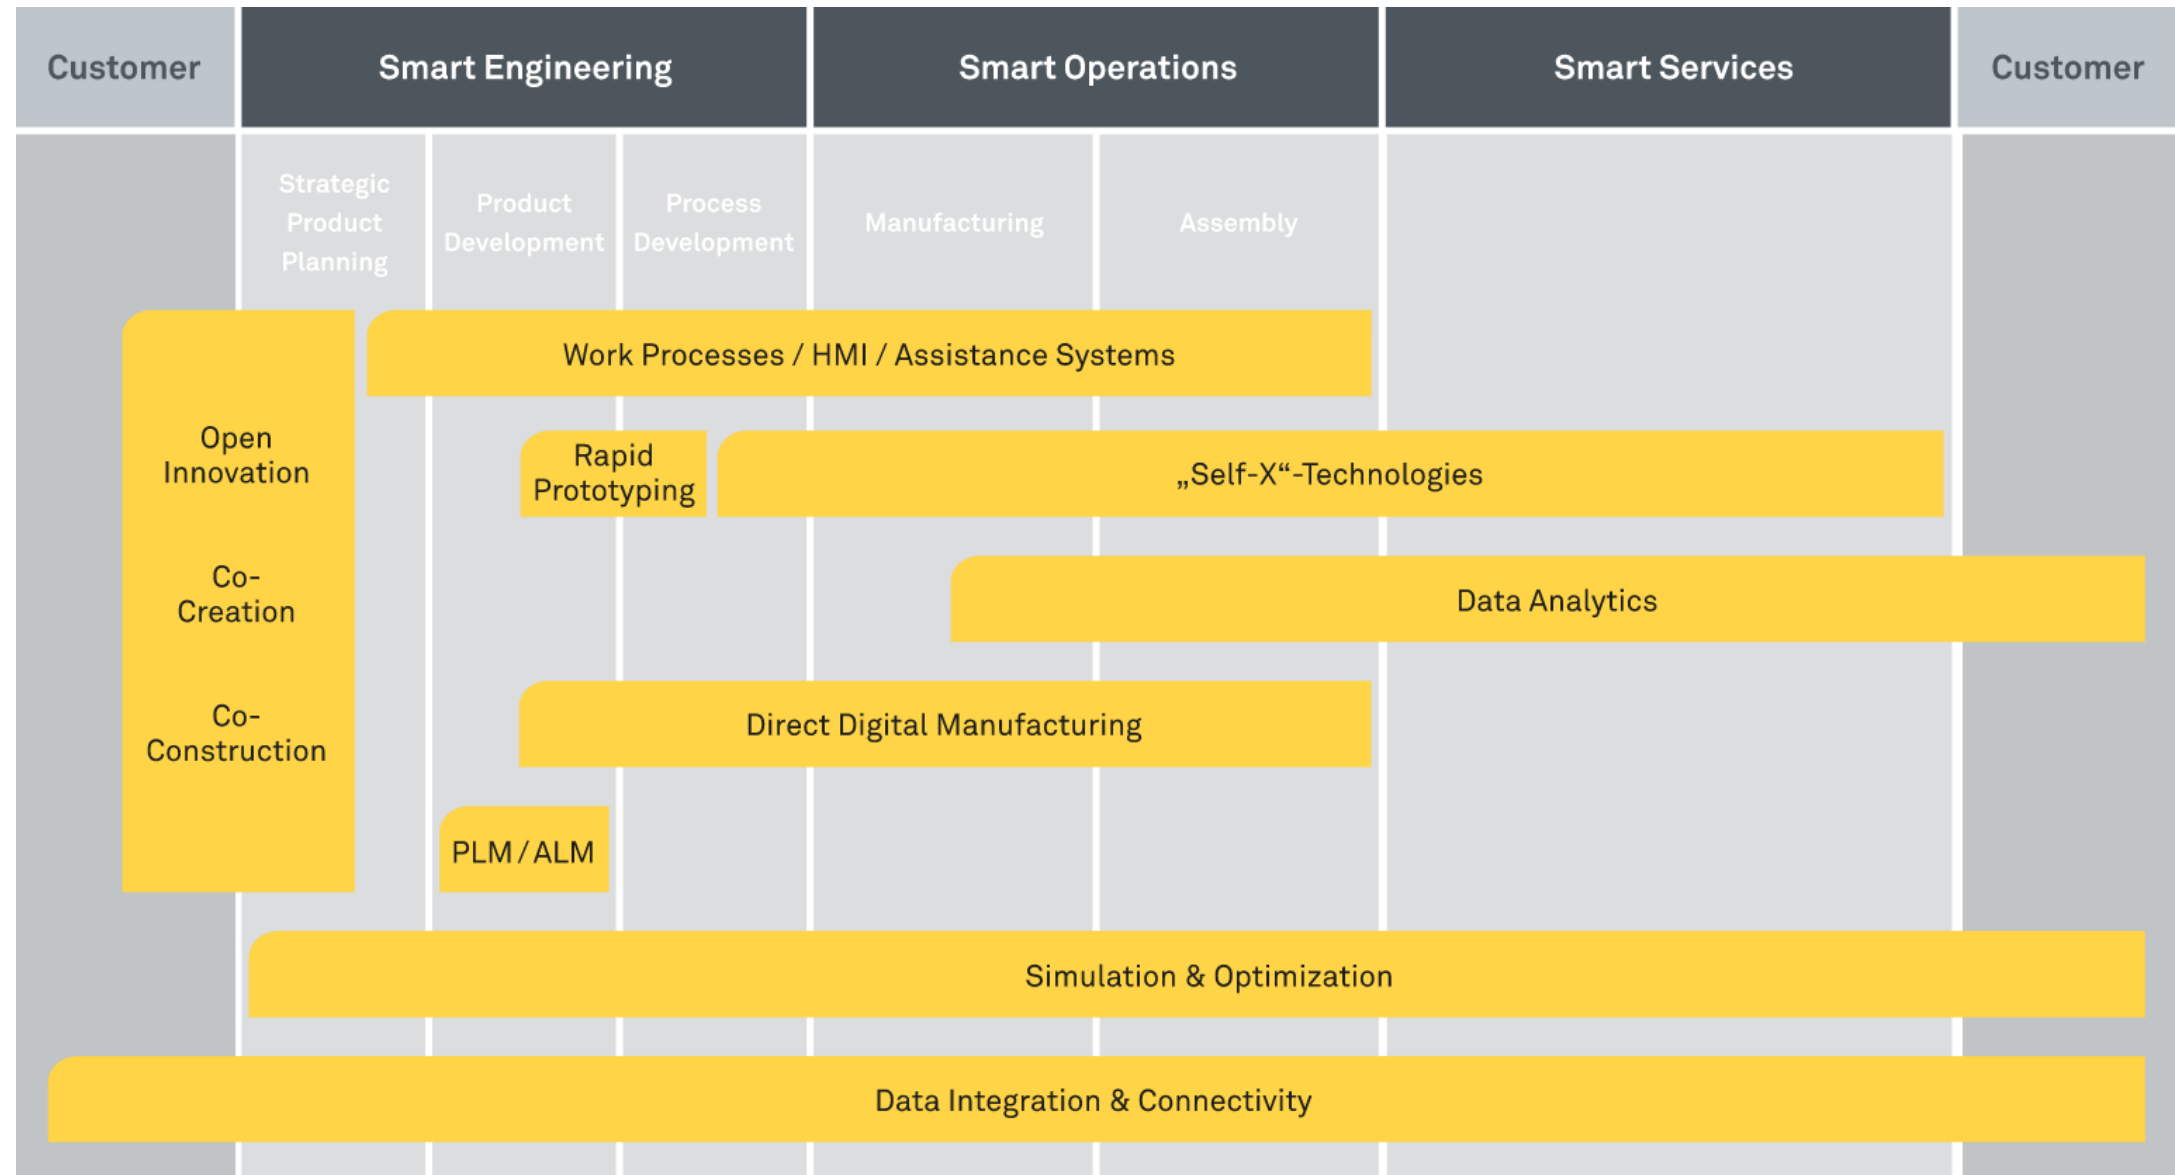 Customer
Smart Engineering
Smart Operations
Smart Services
Customer
Strategic
Product
Planning
Product
Development
Process
Development
Manufacturing
Assembly
Work Processes / HMI / Assistance Systems
Open
Innovation
Rapid
Prototyping
„Self-X“-Technologies
Co-
Creation
Data Analytics
Co-
Construction
Direct Digital Manufacturing
PLM / ALM
Simulation & Optimization
Data Integration & Connectivity